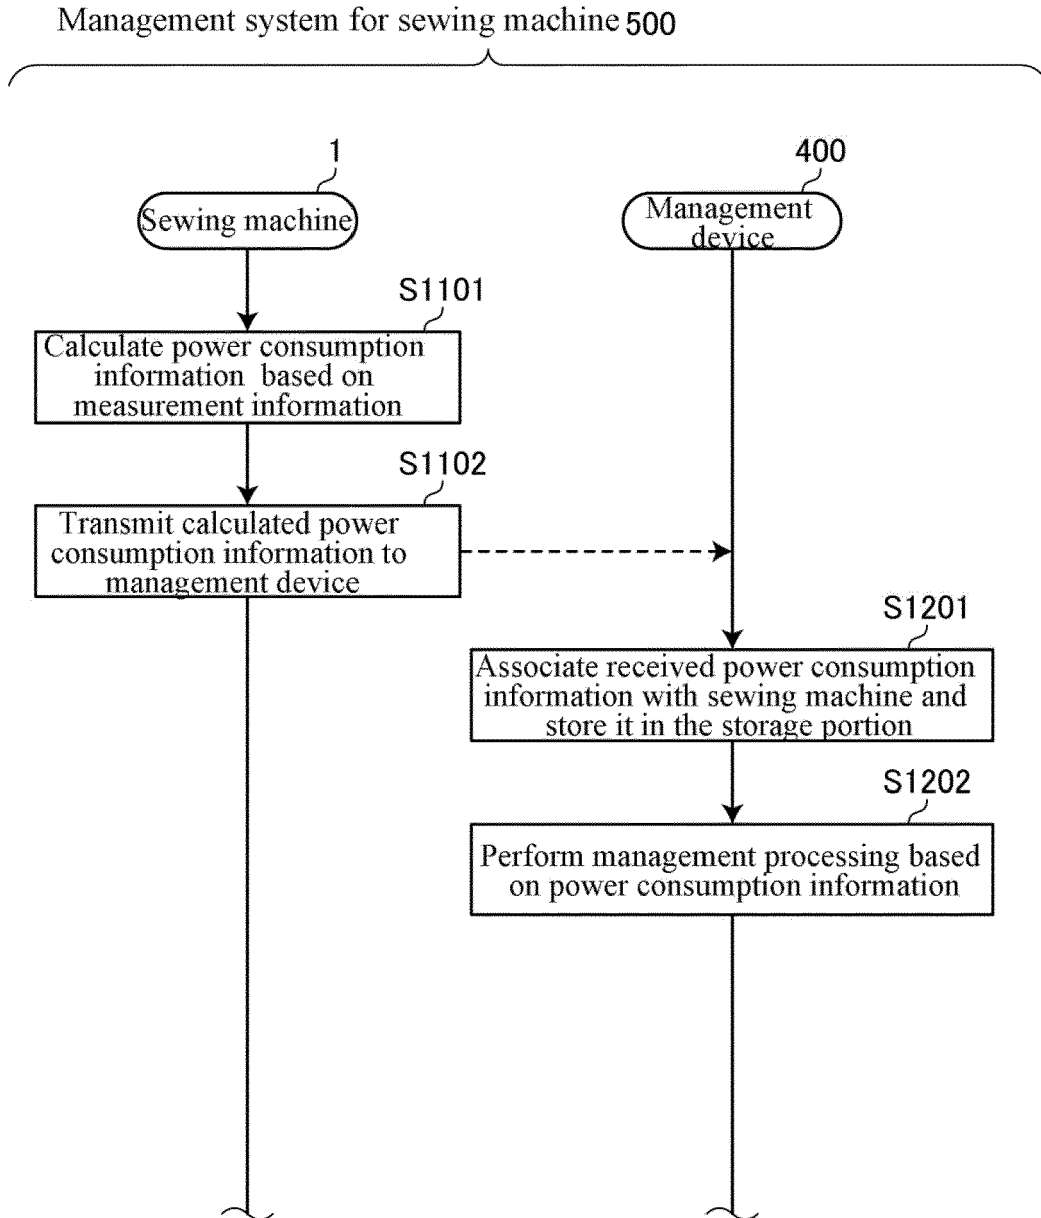 Management system for sewing machine 500
1
Sewing machine
400
Management
device
S1101
Calculate power consumption
information based on
measurement information
S1102
Transmit calculated power
consumption information to
management device
S1201
Associate received power consumption
information with sewing machine and
store it in the storage portion
S1202
Perform management processing based
on power consumption information